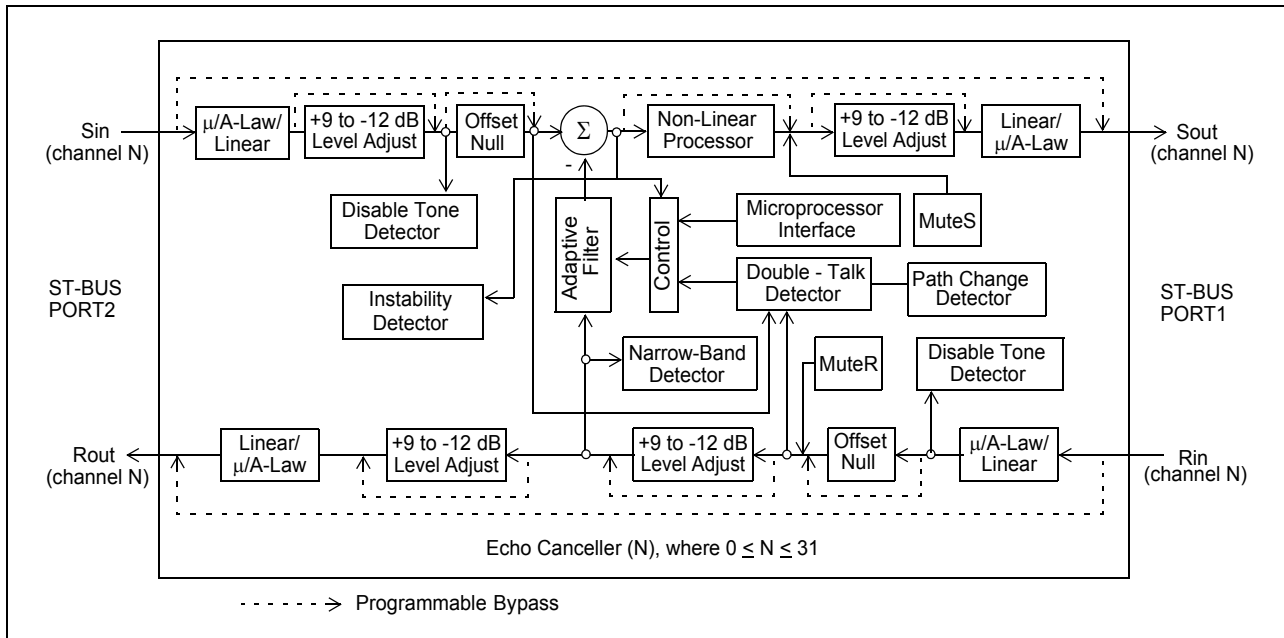 Sin
(channel N)
μ/A-Law/
Linear
+9 to -12 dB
Level Adjust
Offset
Null
Σ
-
Non-Linear
Processor
+9 to -12 dB
Level Adjust
Linear/
μ/A-Law
Sout
(channel N)
Disable Tone
Detector
Adaptive
Filter
Control
Microprocessor
Interface
MuteS
ST-BUS
PORT2
Instability
Detector
Double - Talk
Detector
Path Change
Detector
ST-BUS
PORT1
Narrow-Band
Detector
MuteR
Disable Tone
Detector
Rout
(channel N)
Linear/
μ/A-Law
+9 to -12 dB
Level Adjust
+9 to -12 dB
Level Adjust
Offset
Null
μ/A-Law/
Linear
Rin
(channel N)
Echo Canceller (N), where 0 ≤ N ≤ 31
Programmable Bypass